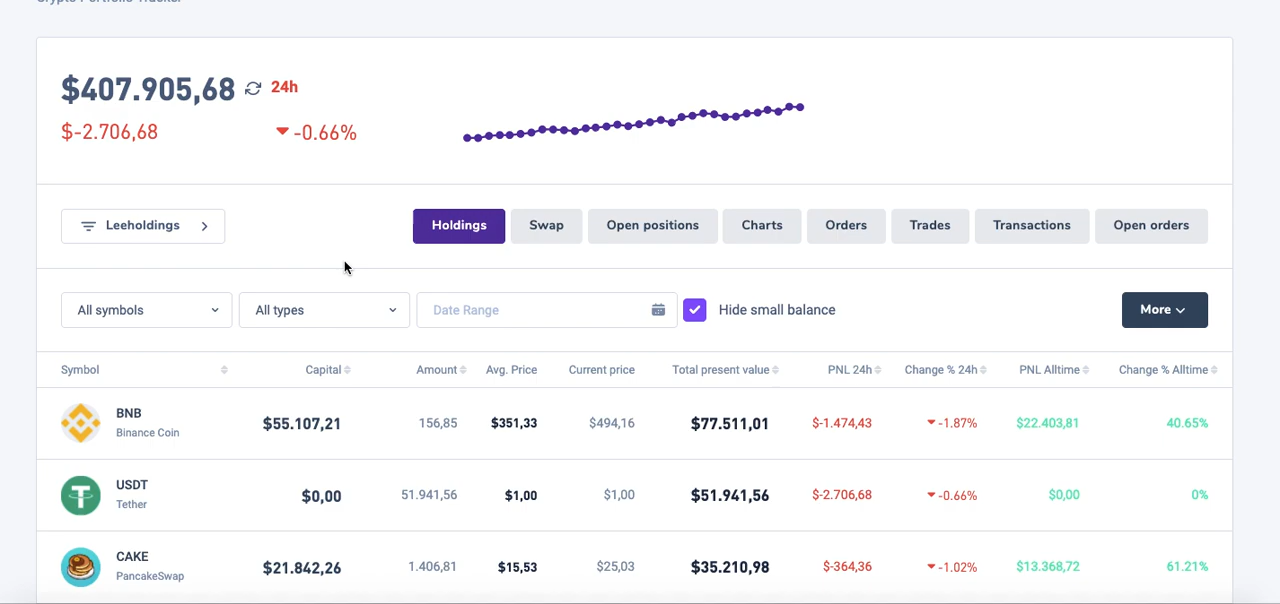 Crypto Portfolio Tracker
$407.905,68 24h
$-2.706,68 -0.66%
Leeholdings Holdings Swap Open positions Charts Orders Trades Transactions Open orders
All symbols All types Date Range Hide small balance More
Symbol Capital Amount Avg. Price Current price Total present value PNL 24h Change % 24h PNL Alltime Change % Alltime
BNB
Binance Coin
$55.107,21 156,85 $351,33 $494,16 $77.511,01 $-1.474,43 -1.87% $22.403,81 40.65%
USDT
Tether
$0,00 51.941,56 $1,00 $1,00 $51.941,56 $-2.706,68 -0.66% $0,00 0%
CAKE
PancakeSwap
$21.842,26 1.406,81 $15,53 $25,03 $35.210,98 $-364,36 -1.02% $13.368,72 61.21%